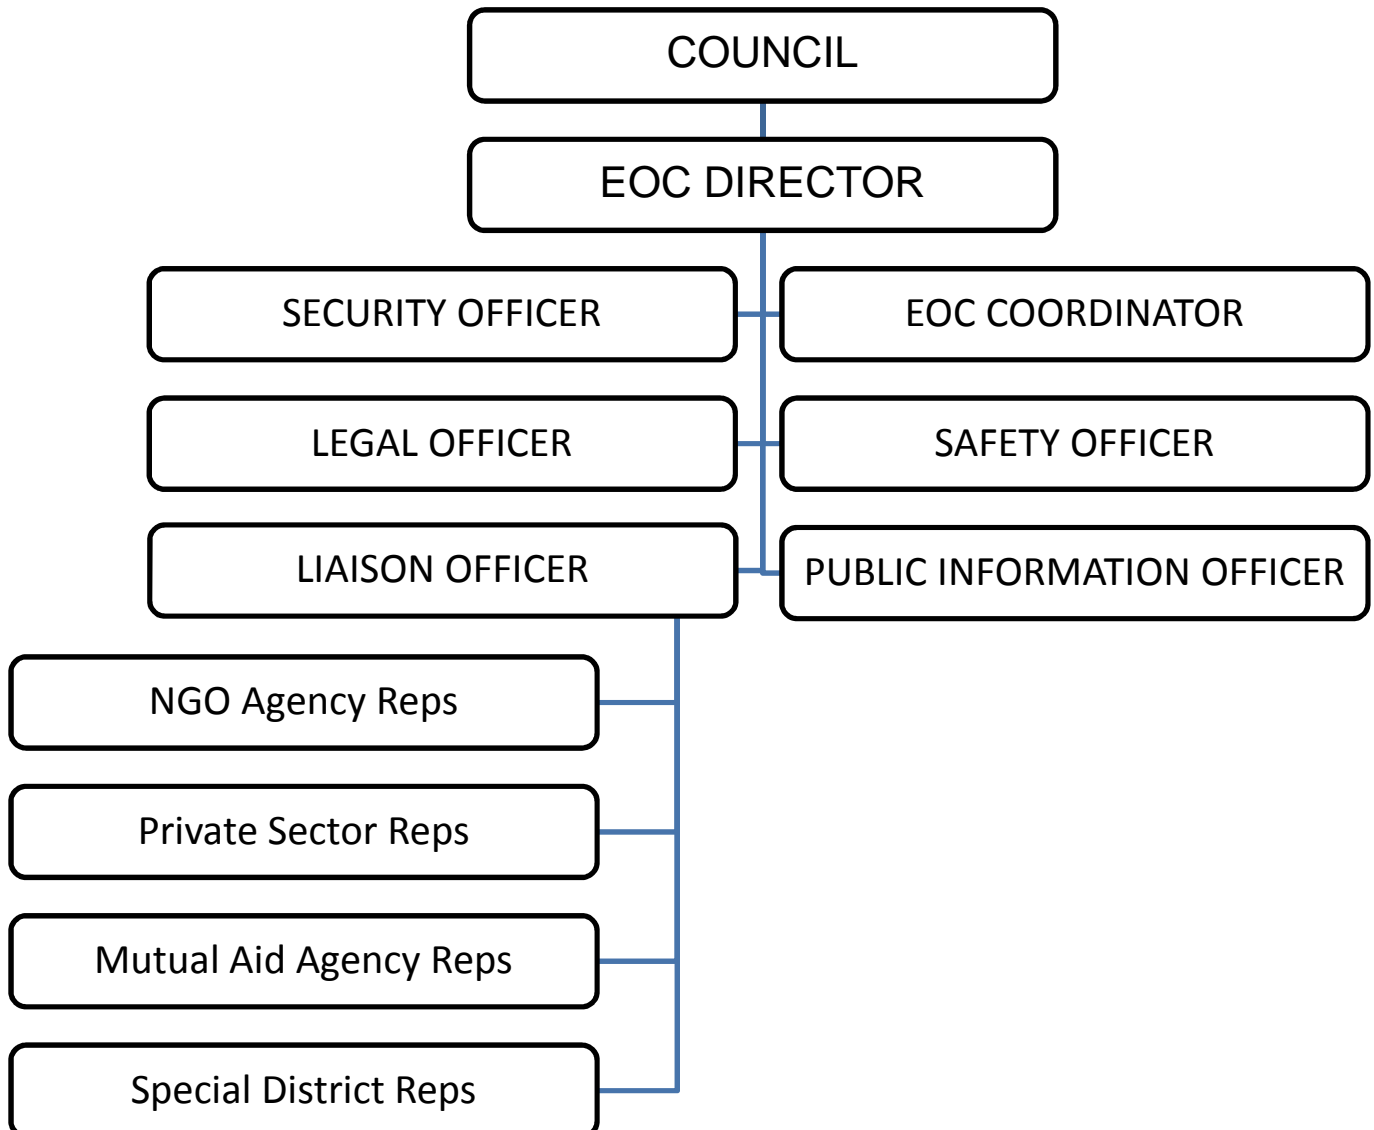 COUNCIL
EOC DIRECTOR
SECURITY OFFICER
EOC COORDINATOR
LEGAL OFFICER
SAFETY OFFICER
LIAISON OFFICER
PUBLIC INFORMATION OFFICER
NGO Agency Reps
Private Sector Reps
Mutual Aid Agency Reps
Special District Reps